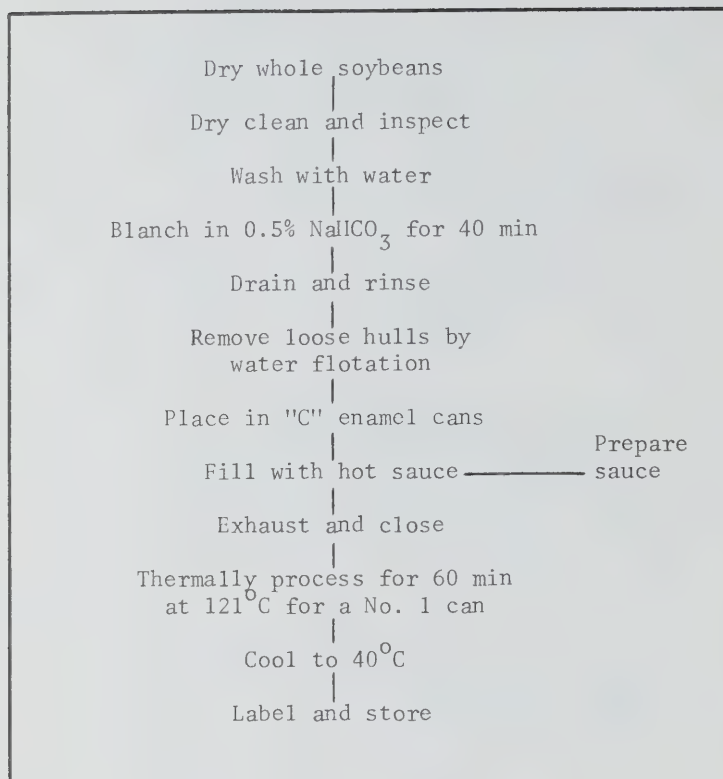 Dry whole soybeans
Dry clean and inspect
Wash with water
Blanch in 0.5% NaHCO₃ for 40 min
Drain and rinse
Remove loose hulls by
water flotation
Place in "C" enamel cans
Prepare
Fill with hot sauce
sauce
Exhaust and close
Thermally process for 60 min
at 121°C for a No. 1 can
Cool to 40°C
Label and store